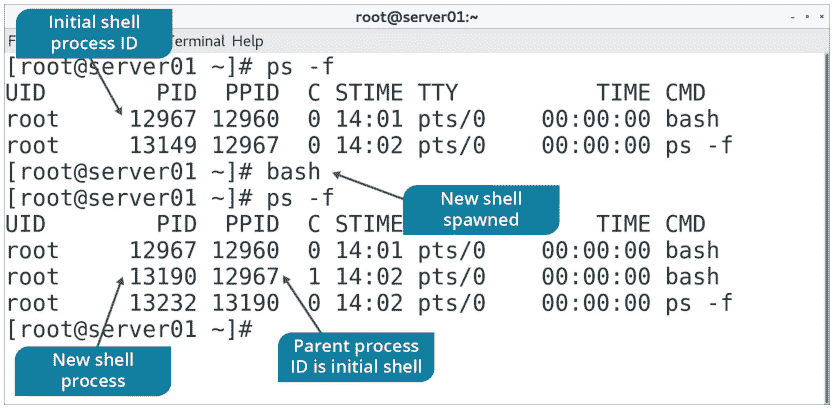 root@server01:~
Initial shell
process ID
F Terminal Help
[root@server01 ~]# ps -f
UID PID PPID C STIME TTY TIME CMD
root 12967 12960 0 14:01 pts/0 00:00:00 bash
root 13149 12967 0 14:02 pts/0 00:00:00 ps -f
[root@server01 ~]# bash
[root@server01 ~]# ps -f
New shell
spawned
UID PID PPID C STIME TIME CMD
root 12967 12960 0 14:01 pts/0 00:00:00 bash
root 13190 12967 1 14:02 pts/0 00:00:00 bash
root 13232 13190 0 14:02 pts/0 00:00:00 ps -f
[root@server01 ~]#
New shell
process
Parent process
ID is initial shell